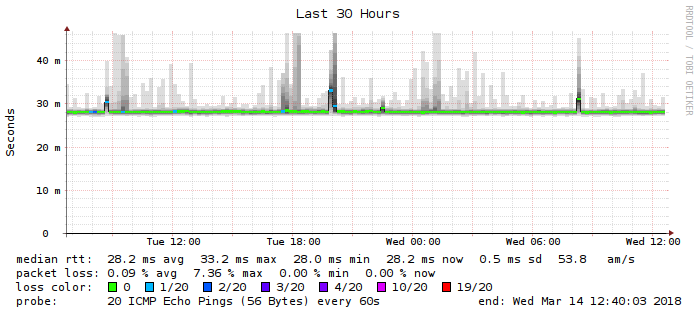 Last 30 Hours
RRDTOOL / TOBI OETIKER
Seconds
40 m
30 m
20 m
10 m
0
Tue 12:00 Tue 18:00 Wed 00:00 Wed 06:00 Wed 12:00
median rtt: 28.2 ms avg 33.2 ms max 28.0 ms min 28.2 ms now 0.5 ms sd 53.8 am/s
packet loss: 0.09 % avg 7.36 % max 0.00 % min 0.00 % now
loss color: 0 1/20 2/20 3/20 4/20 10/20 19/20
probe: 20 ICMP Echo Pings (56 Bytes) every 60s end: Wed Mar 14 12:40:03 2018